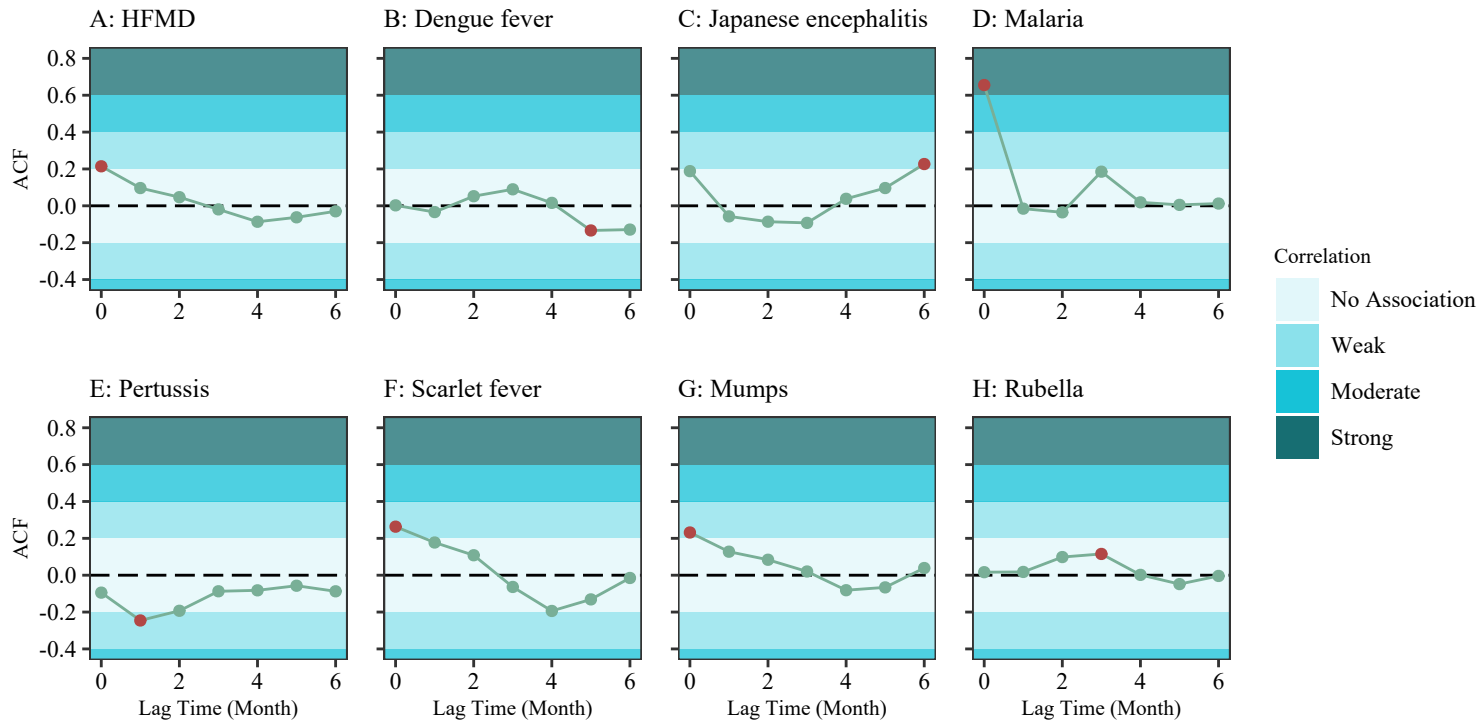 A: HFMD
B: Dengue fever
C: Japanese encephalitis
D: Malaria
ACF
0.8
0.6
0.4
0.2
0.0
-0.2
-0.4
0 2 4 6
0 2 4 6
0 2 4 6
0 2 4 6
E: Pertussis
F: Scarlet fever
G: Mumps
H: Rubella
ACF
0.8
0.6
0.4
0.2
0.0
-0.2
-0.4
0 2 4 6
0 2 4 6
0 2 4 6
0 2 4 6
Lag Time (Month)
Lag Time (Month)
Lag Time (Month)
Lag Time (Month)
Correlation
No Association
Weak
Moderate
Strong